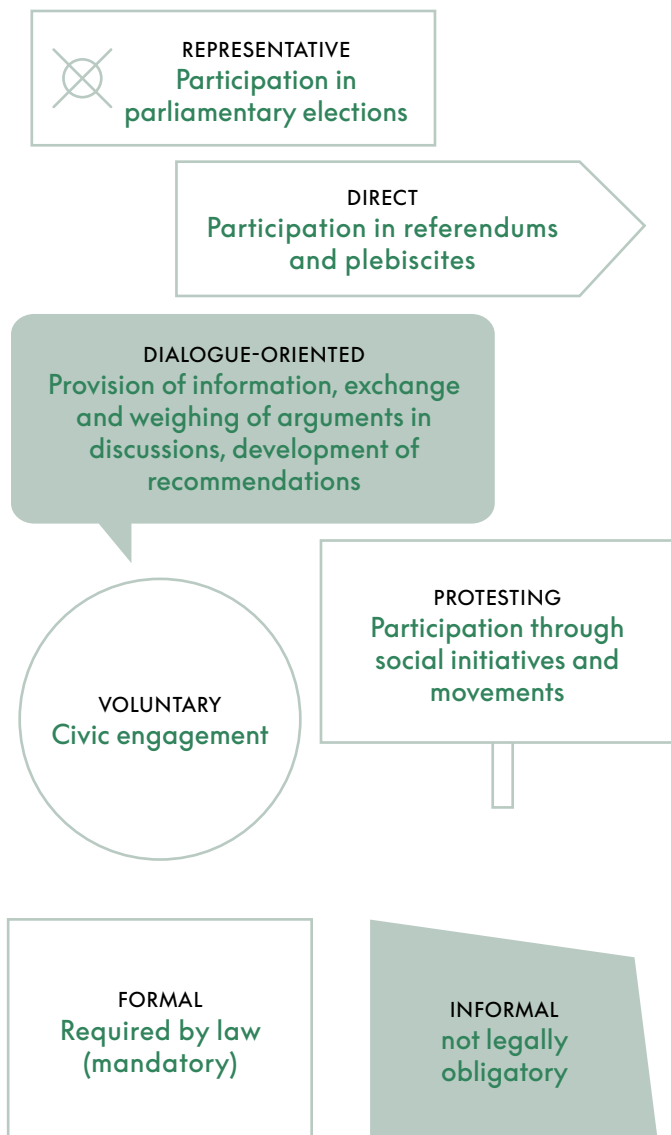 REPRESENTATIVE
Participation in
parliamentary elections
DIRECT
Participation in referendums
and plebiscites
DIALOGUE-ORIENTED
Provision of information, exchange
and weighing of arguments in
discussions, development of
recommendations
PROTESTING
Participation through
social initiatives and
movements
VOLUNTARY
Civic engagement
FORMAL
Required by law
(mandatory)
INFORMAL
not legally
obligatory